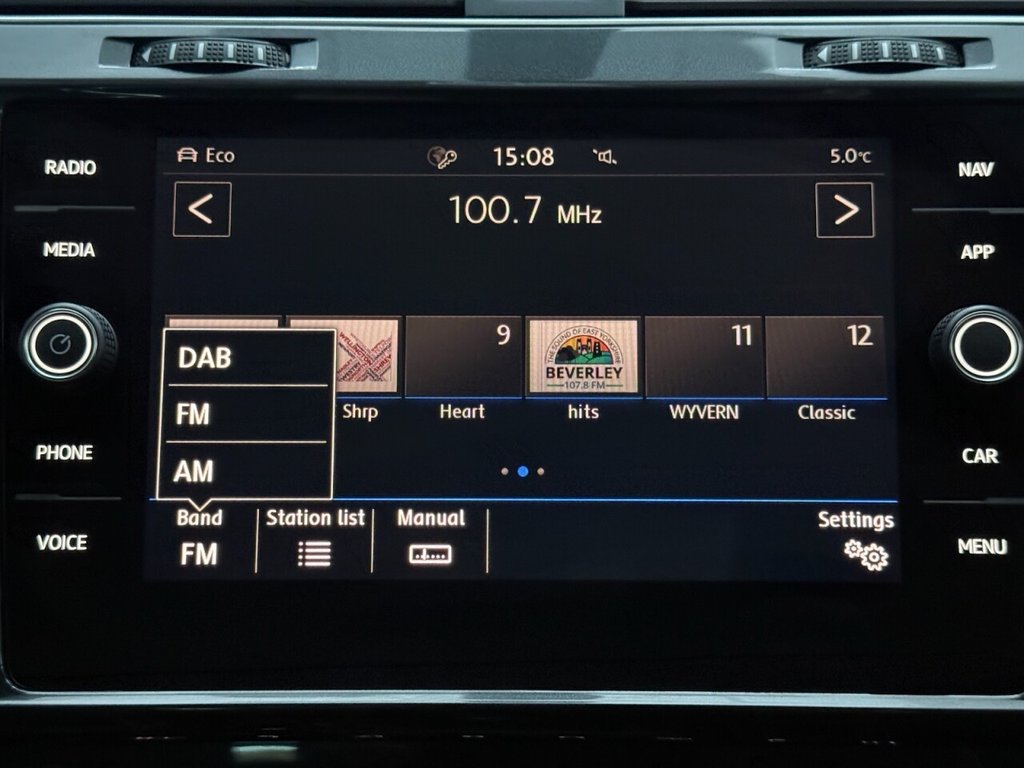 RADIO
MEDIA
PHONE
VOICE
Eco
15:08
5.0°C
100.7 MHz
9
11
12
THE SOUND OF EAST YORKSHIRE
BEVERLEY
107.8 FM
Shrp
Heart
hits
WYVERN
Classic
DAB
FM
AM
Band
FM
Station list
Manual
Settings
NAV
APP
CAR
MENU